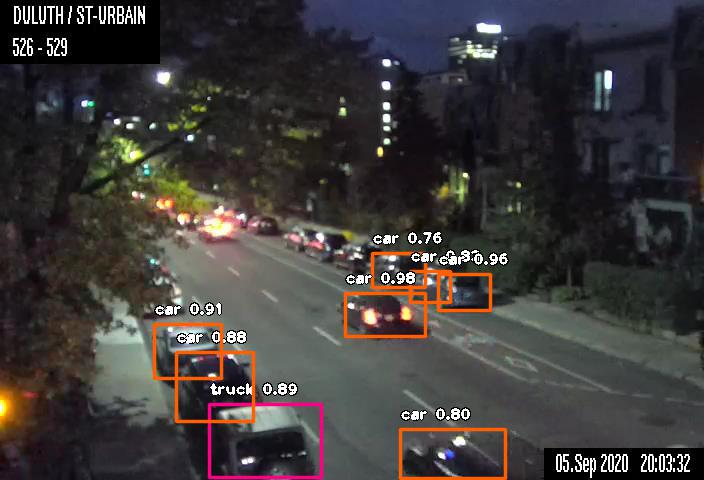 DULUTH / ST-URBAIN
526 - 529
car 0.76
car 0.96
car 0.98
car 0.91
car 0.88
truck 0.89
car 0.80
05.Sep 2020 20:03:32